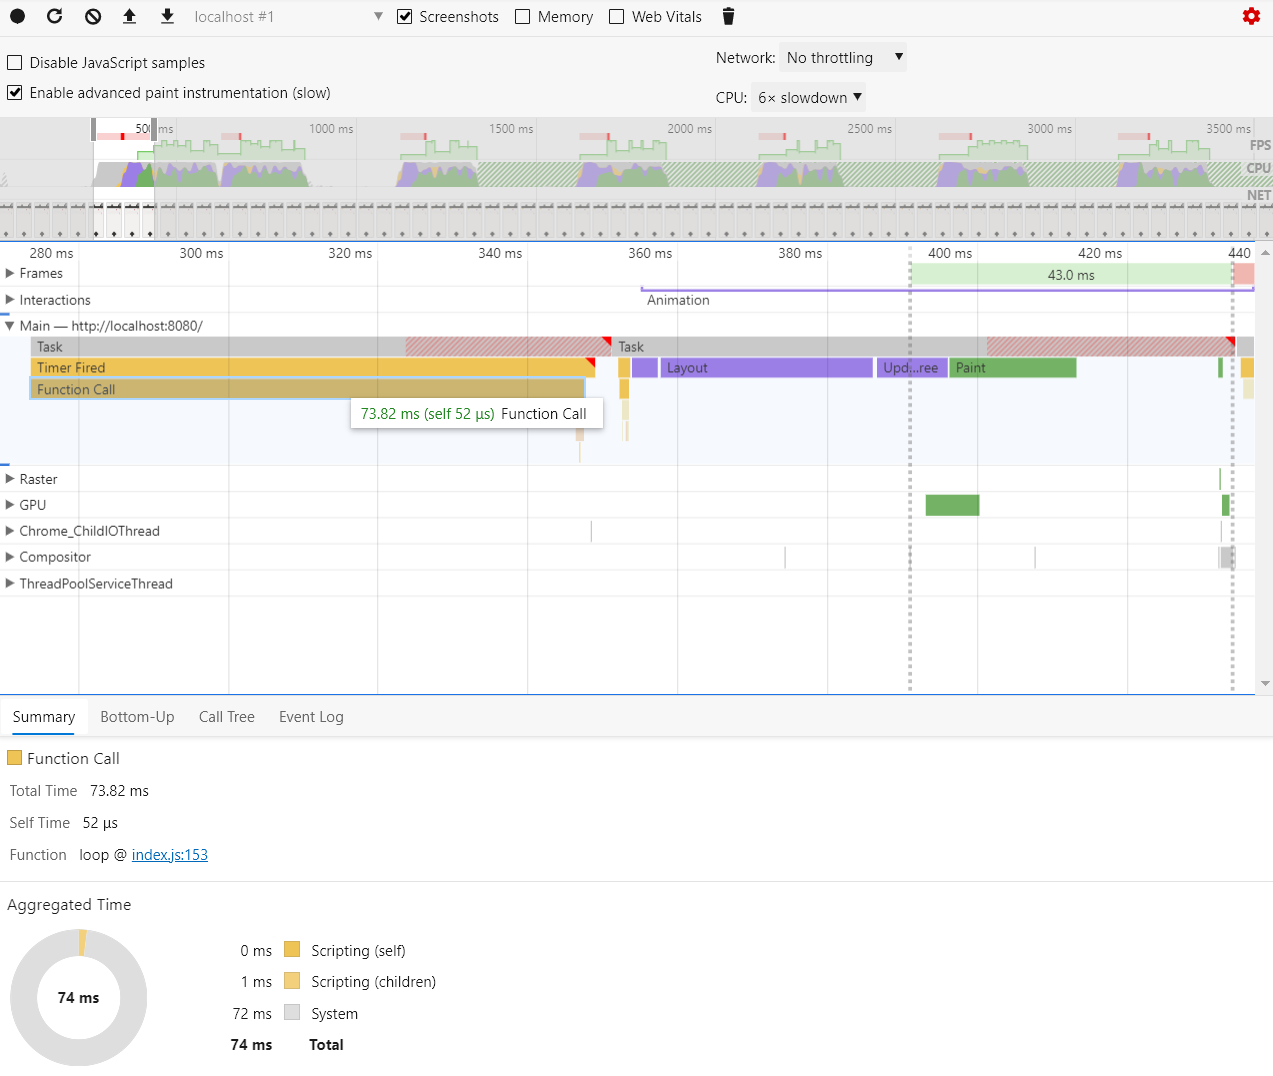 localhost #1 Screenshots Memory Web Vitals
Disable JavaScript samples
Network: No throttling
Enable advanced paint instrumentation (slow)
CPU: 6× slowdown
500 ms 1000 ms 1500 ms 2000 ms 2500 ms 3000 ms 3500 ms
FPS
CPU
NET
280 ms 300 ms 320 ms 340 ms 360 ms 380 ms 400 ms 420 ms 440
Frames 43.0 ms
Interactions Animation
Main — http://localhost:8080/
Task Task
Timer Fired Layout Upd...ree Paint
Function Call
73.82 ms (self 52 μs) Function Call
Raster
GPU
Chrome_ChildIOThread
Compositor
ThreadPoolServiceThread
Summary Bottom-Up Call Tree Event Log
Function Call
Total Time 73.82 ms
Self Time 52 μs
Function loop @ index.js:153
Aggregated Time
74 ms
0 ms Scripting (self)
1 ms Scripting (children)
72 ms System
74 ms Total